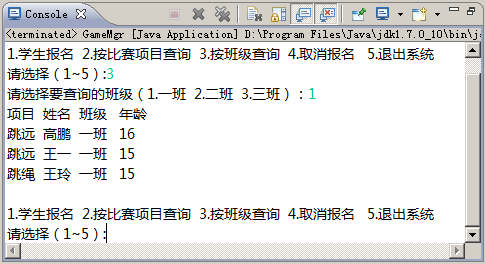 Console
<terminated> GameMgr [Java Application] D:\Program Files\Java\jdk1.7.0_10\bin\j
1.学生报名 2.按比赛项目查询 3.按班级查询 4.取消报名 5.退出系统
请选择（1~5）:3
请选择要查询的班级（1.一班 2.二班 3.三班）：1
项目 姓名 班级 年龄
跳远 高鹏 一班 16
跳远 王一 一班 15
跳绳 王玲 一班 15
1.学生报名 2.按比赛项目查询 3.按班级查询 4.取消报名 5.退出系统
请选择（1~5）: